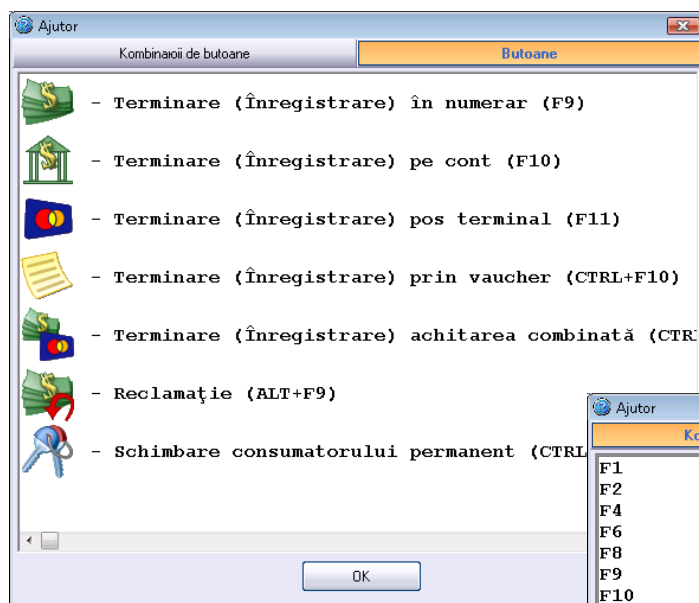 Ajutor
Kombinaюii de butoane
Butoane
- Terminare (Înregistrare) în numerar (F9)
- Terminare (Înregistrare) pe cont (F10)
- Terminare (Înregistrare) pos terminal (F11)
- Terminare (Înregistrare) prin vaucher (CTRL+F10)
- Terminare (Înregistrare) achitarea combinată (CTR
- Reclamaţie (ALT+F9)
- Schimbare consumatorului permanent (CTRL
OK
Ajutor
Ko
F1
F2
F4
F6
F8
F9
F10